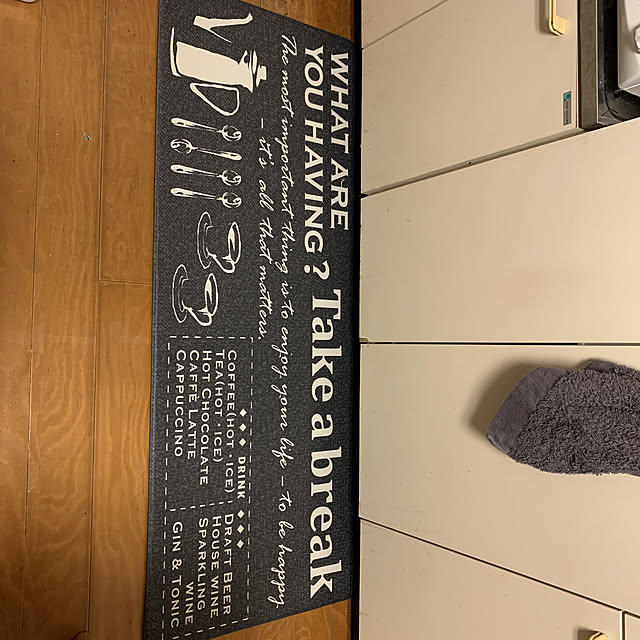 WHAT ARE
YOU HAVING? Take a break
The most important thing is to enjoy your life – to be happy
– it's all that matters.
DRINK
COFFEE(HOT・ICE)
TEA(HOT・ICE)
HOT CHOCOLATE
CAFFÈ LATTE
CAPPUCCINO
DRAFT BEER
HOUSE WINE
SPARKLING
WINE
GIN & TONIC